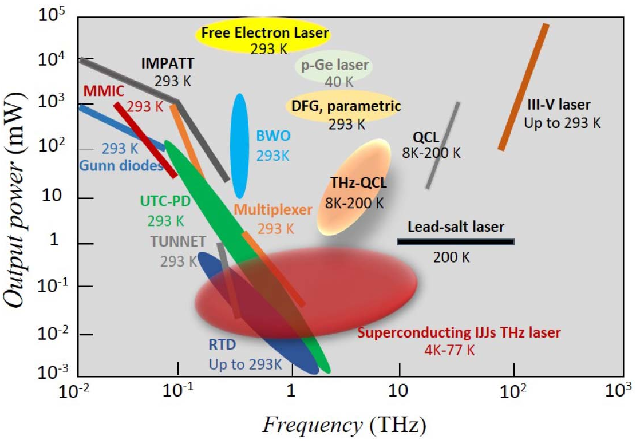 10^5
10^4
10^3
10^2
10
1
10^-1
10^-2
10^-3
Output power (mW)
Free Electron Laser
293 K
IMPATT
293 K
p-Ge laser
40 K
MMIC
293 K
DFG, parametric
293 K
III-V laser
Up to 293 K
293 K
Gunn diodes
BWO
293K
QCL
8K-200 K
THz-QCL
8K-200 K
UTC-PD
293 K
Multiplexer
293 K
TUNNET
293 K
Lead-salt laser
200 K
RTD
Up to 293K
Superconducting IJJs THz laser
4K-77 K
10^-2
10^-1
1
10
10^2
10^3
Frequency (THz)